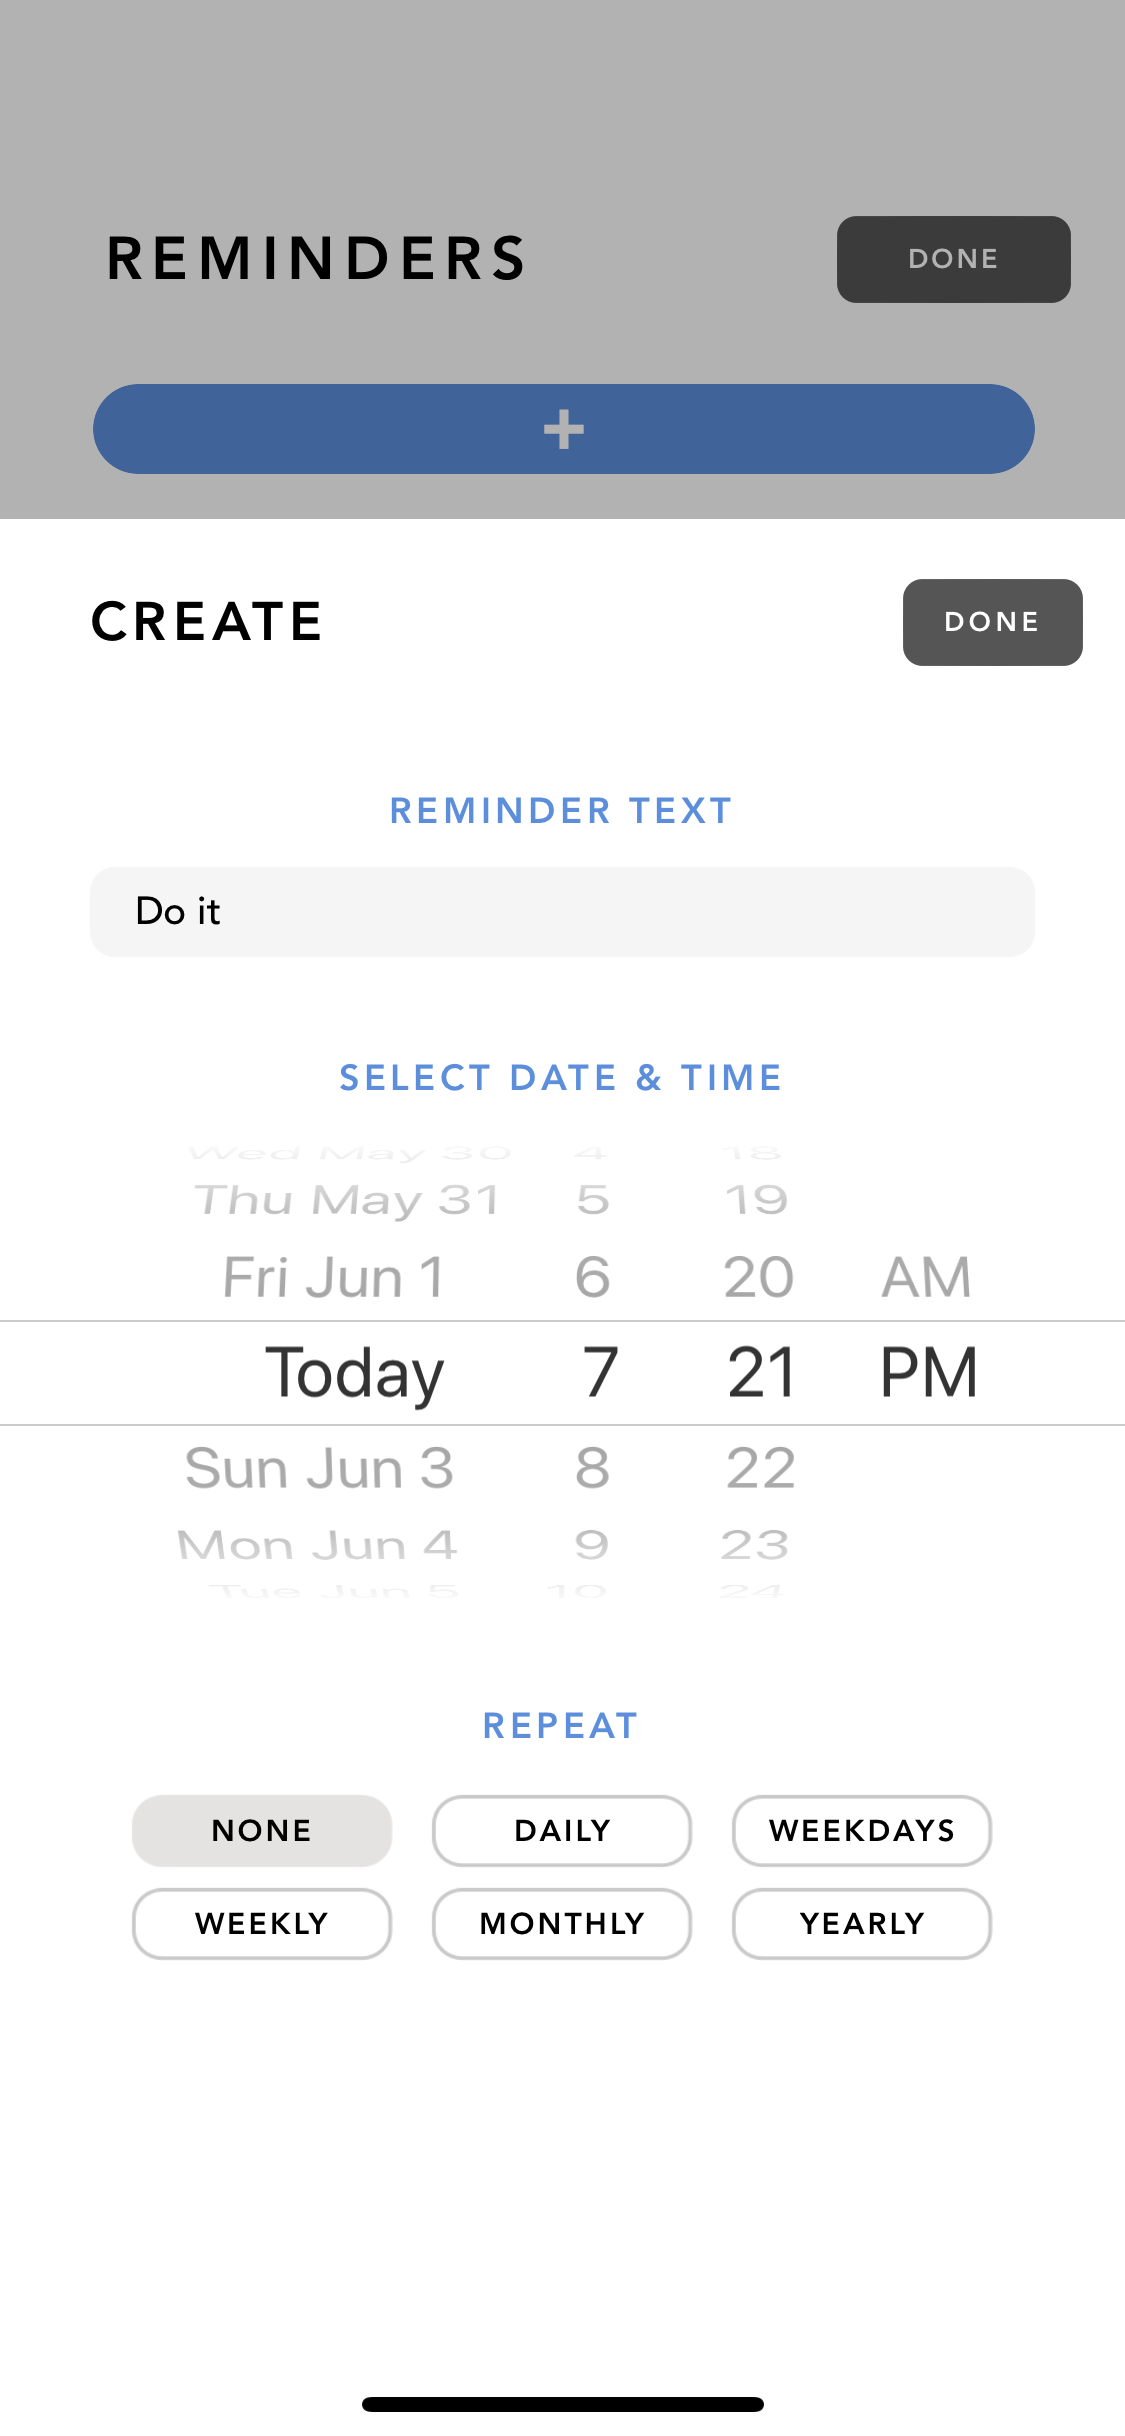 REMINDERS DONE
+
CREATE DONE
REMINDER TEXT
Do it
SELECT DATE & TIME
Wed May 30 4 18
Thu May 31 5 19
Fri Jun 1 6 20 AM
Today 7 21 PM
Sun Jun 3 8 22
Mon Jun 4 9 23
Tue Jun 5 10 24
REPEAT
NONE DAILY WEEKDAYS
WEEKLY MONTHLY YEARLY